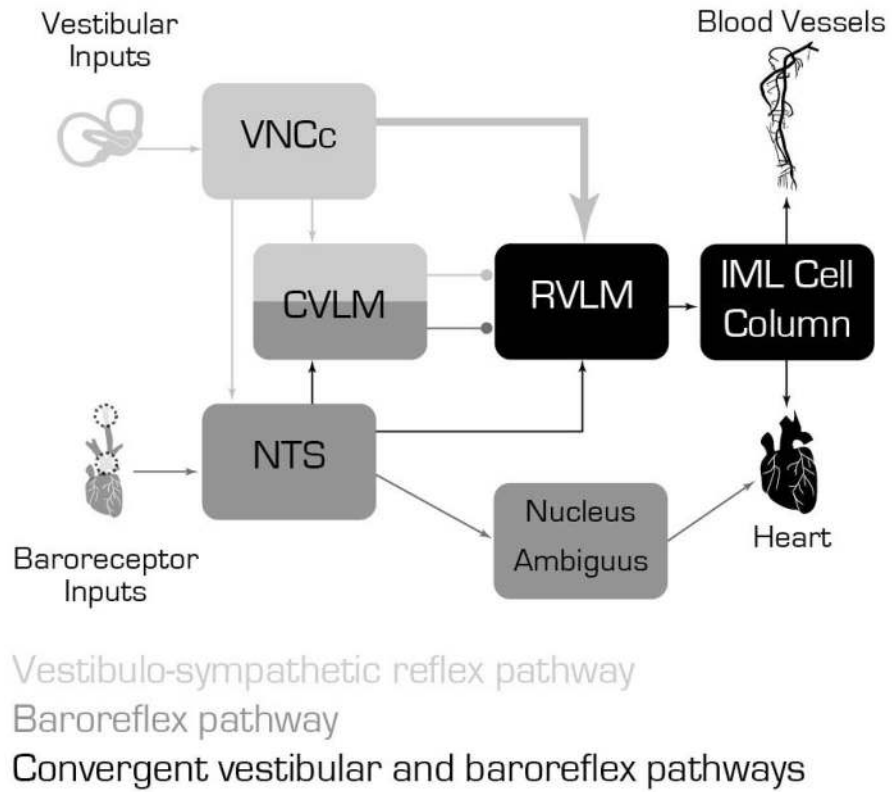 Vestibular
Inputs
Blood Vessels
VNCc
CVLM
RVLM
IML Cell
Column
NTS
Nucleus
Ambiguus
Baroreceptor
Inputs
Heart
Vestibulo-sympathetic reflex pathway
Baroreflex pathway
Convergent vestibular and baroreflex pathways